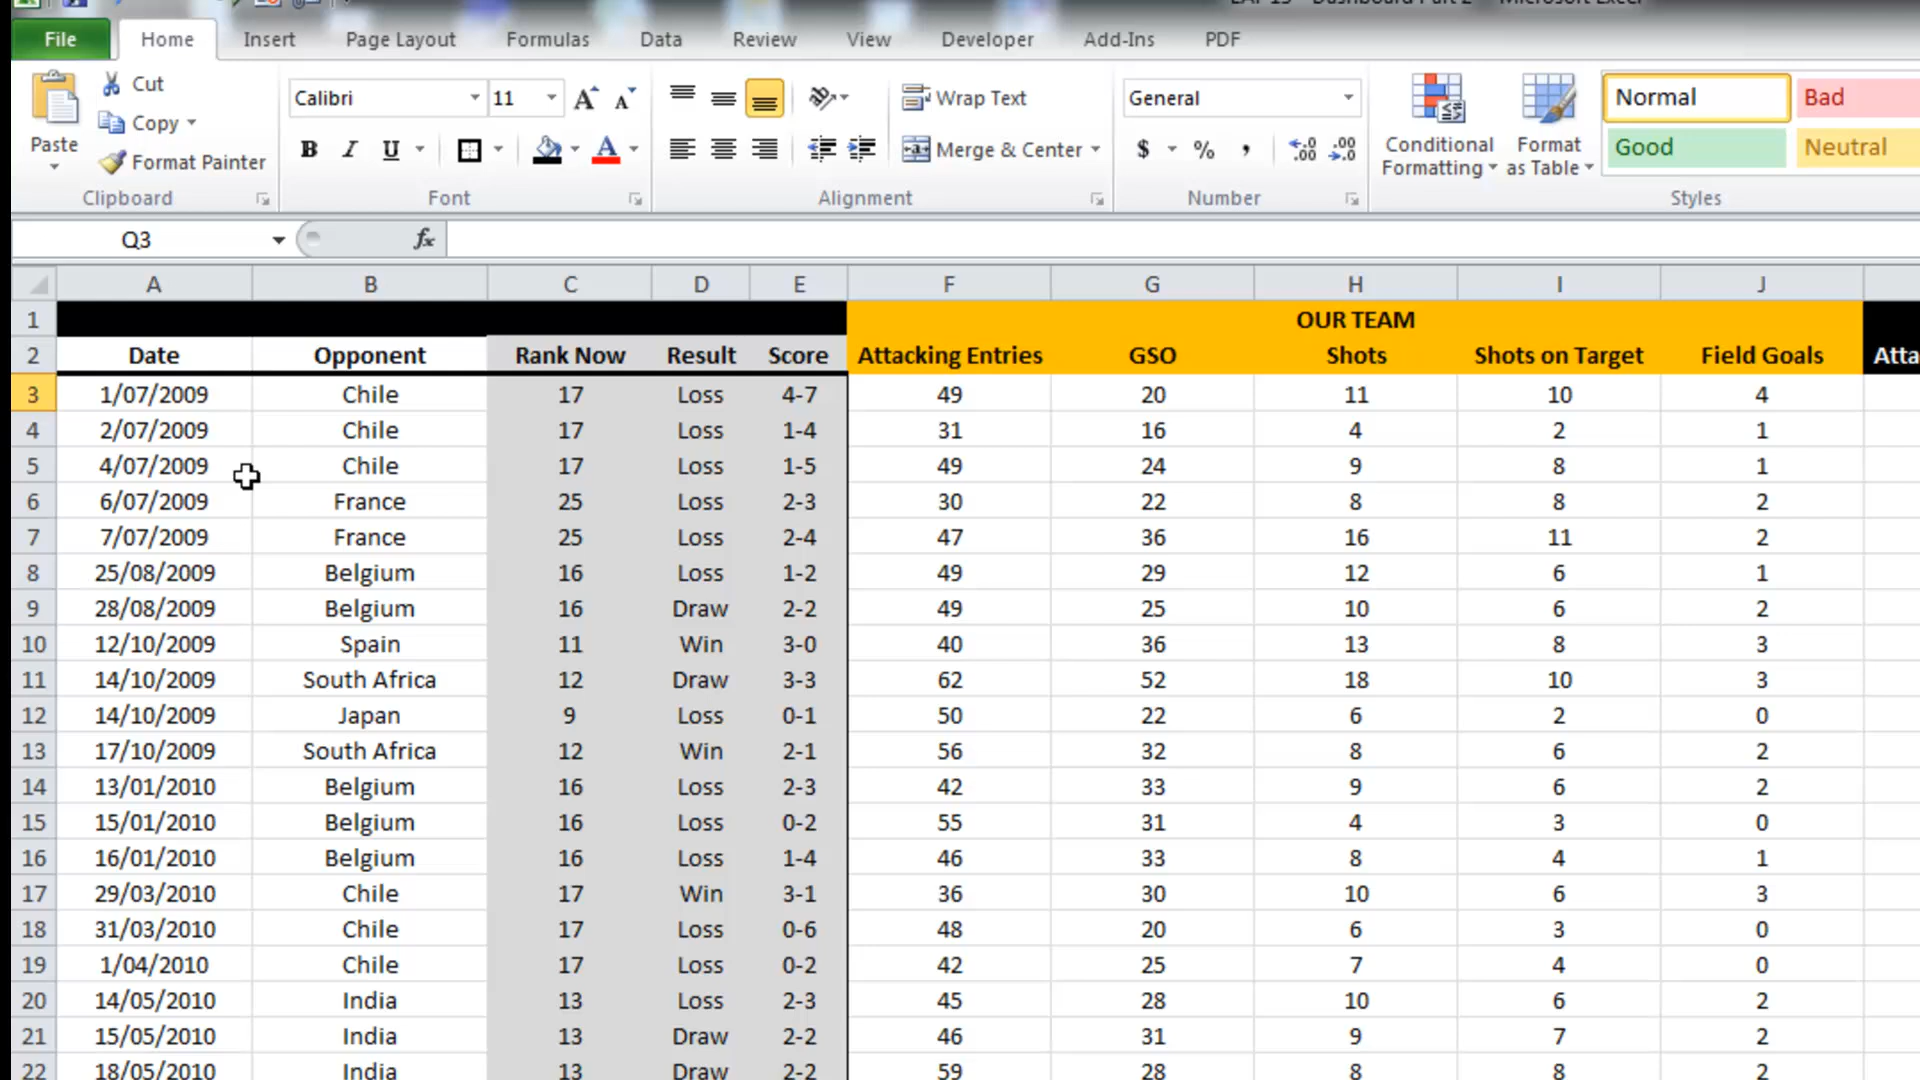 File Home Insert Page Layout Formulas Data Review View Developer Add-Ins PDF
Paste
Cut
Copy
Format Painter
Clipboard
Calibri 11
B I U
Font
Wrap Text
Merge & Center
Alignment
General
$ % ,
Number
Conditional Formatting
Format as Table
Normal Bad
Good Neutral
Styles
Q3 fx
A B C D E F G H I J
1 OUR TEAM
2 Date Opponent Rank Now Result Score Attacking Entries GSO Shots Shots on Target Field Goals Atta
3 1/07/2009 Chile 17 Loss 4-7 49 20 11 10 4
4 2/07/2009 Chile 17 Loss 1-4 31 16 4 2 1
5 4/07/2009 Chile 17 Loss 1-5 49 24 9 8 1
6 6/07/2009 France 25 Loss 2-3 30 22 8 8 2
7 7/07/2009 France 25 Loss 2-4 47 36 16 11 2
8 25/08/2009 Belgium 16 Loss 1-2 49 29 12 6 1
9 28/08/2009 Belgium 16 Draw 2-2 49 25 10 6 2
10 12/10/2009 Spain 11 Win 3-0 40 36 13 8 3
11 14/10/2009 South Africa 12 Draw 3-3 62 52 18 10 3
12 14/10/2009 Japan 9 Loss 0-1 50 22 6 2 0
13 17/10/2009 South Africa 12 Win 2-1 56 32 8 6 2
14 13/01/2010 Belgium 16 Loss 2-3 42 33 9 6 2
15 15/01/2010 Belgium 16 Loss 0-2 55 31 4 3 0
16 16/01/2010 Belgium 16 Loss 1-4 46 33 8 4 1
17 29/03/2010 Chile 17 Win 3-1 36 30 10 6 3
18 31/03/2010 Chile 17 Loss 0-6 48 20 6 3 0
19 1/04/2010 Chile 17 Loss 0-2 42 25 7 4 0
20 14/05/2010 India 13 Loss 2-3 45 28 10 6 2
21 15/05/2010 India 13 Draw 2-2 46 31 9 7 2
22 18/05/2010 India 13 Draw 2-2 59 28 8 8 2